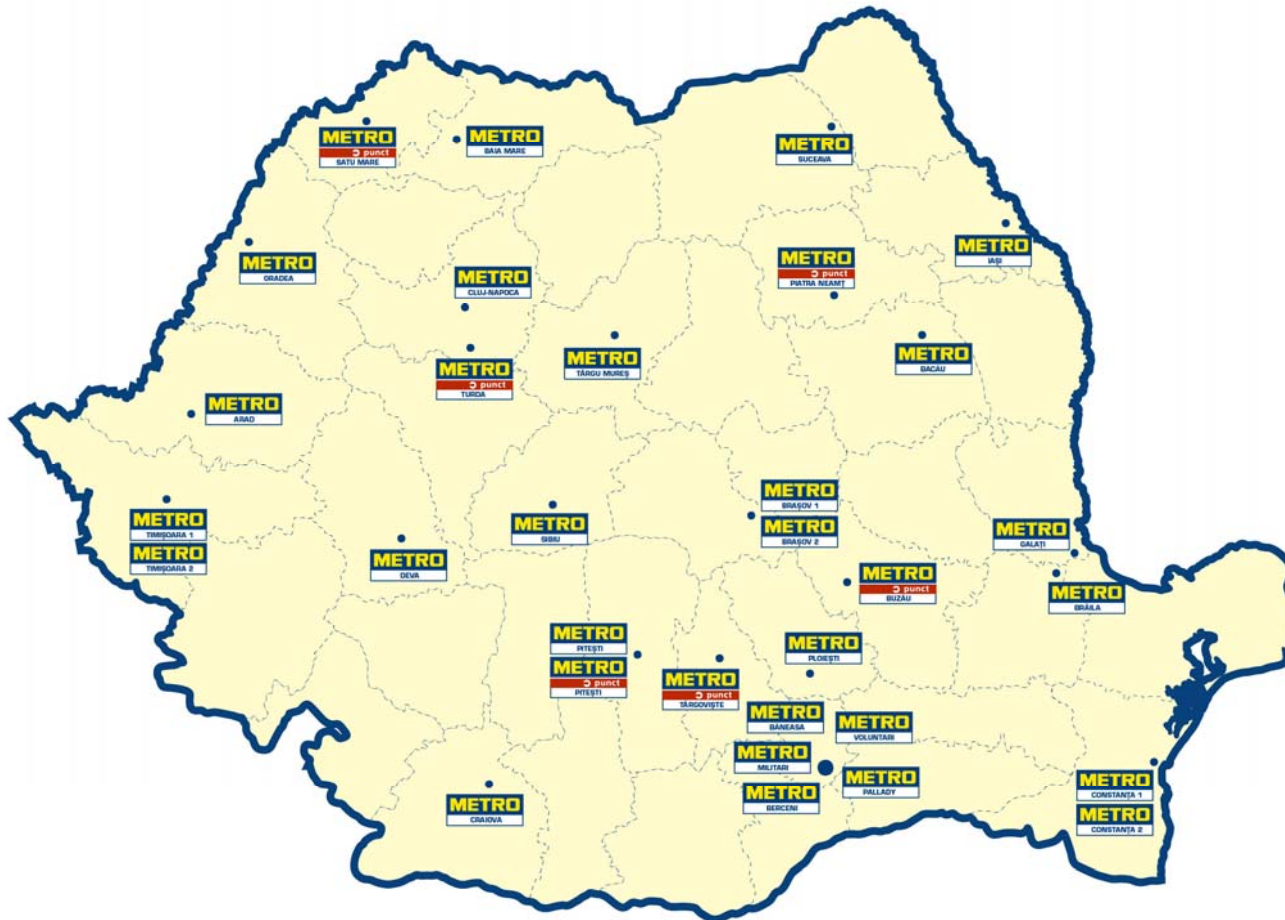 METRO
punct
SATU MARE
METRO
BAIA MARE
METRO
SUCEAVA
METRO
ORADEA
METRO
CLUJ-NAPOCA
METRO
punct
PIATRA NEAMȚ
METRO
IAȘI
METRO
punct
TURDA
METRO
TÂRGU MUREȘ
METRO
BACĂU
METRO
ARAD
METRO
TIMIȘOARA 1
METRO
TIMIȘOARA 2
METRO
DEVA
METRO
SIBIU
METRO
BRAȘOV 1
METRO
BRAȘOV 2
METRO
GALAȚI
METRO
punct
BUZĂU
METRO
BRĂILA
METRO
PITEȘTI
METRO
punct
PITEȘTI
METRO
punct
TÂRGOVIȘTE
METRO
PLOIEȘTI
METRO
BĂNEASA
METRO
VOLUNTARI
METRO
MILITARI
METRO
BERCENI
METRO
PALLADY
METRO
CRAIOVA
METRO
CONSTANȚA 1
METRO
CONSTANȚA 2